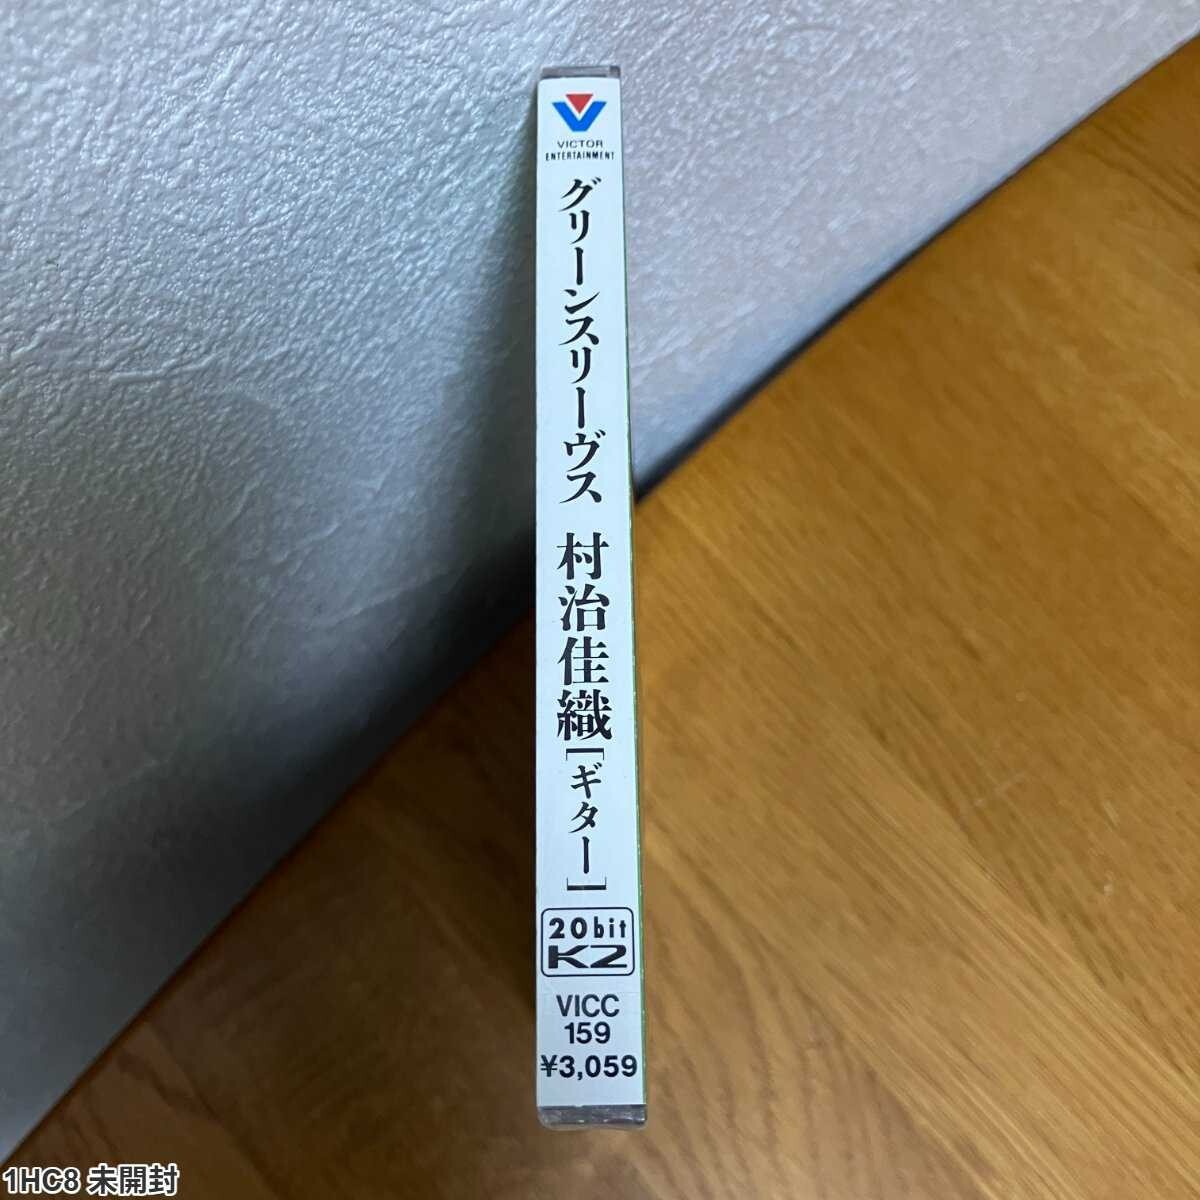 VICTOR
ENTERTAINMENT
グリーンスリーヴス 村治佳織[ギター]
20bit
K2
VICC
159
¥3,059
1HC8 未開封